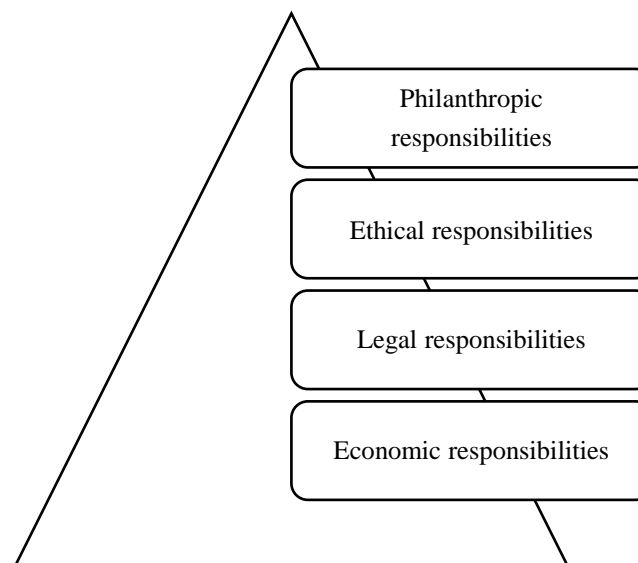 Philanthropic
responsibilities
Ethical responsibilities
Legal responsibilities
Economic responsibilities